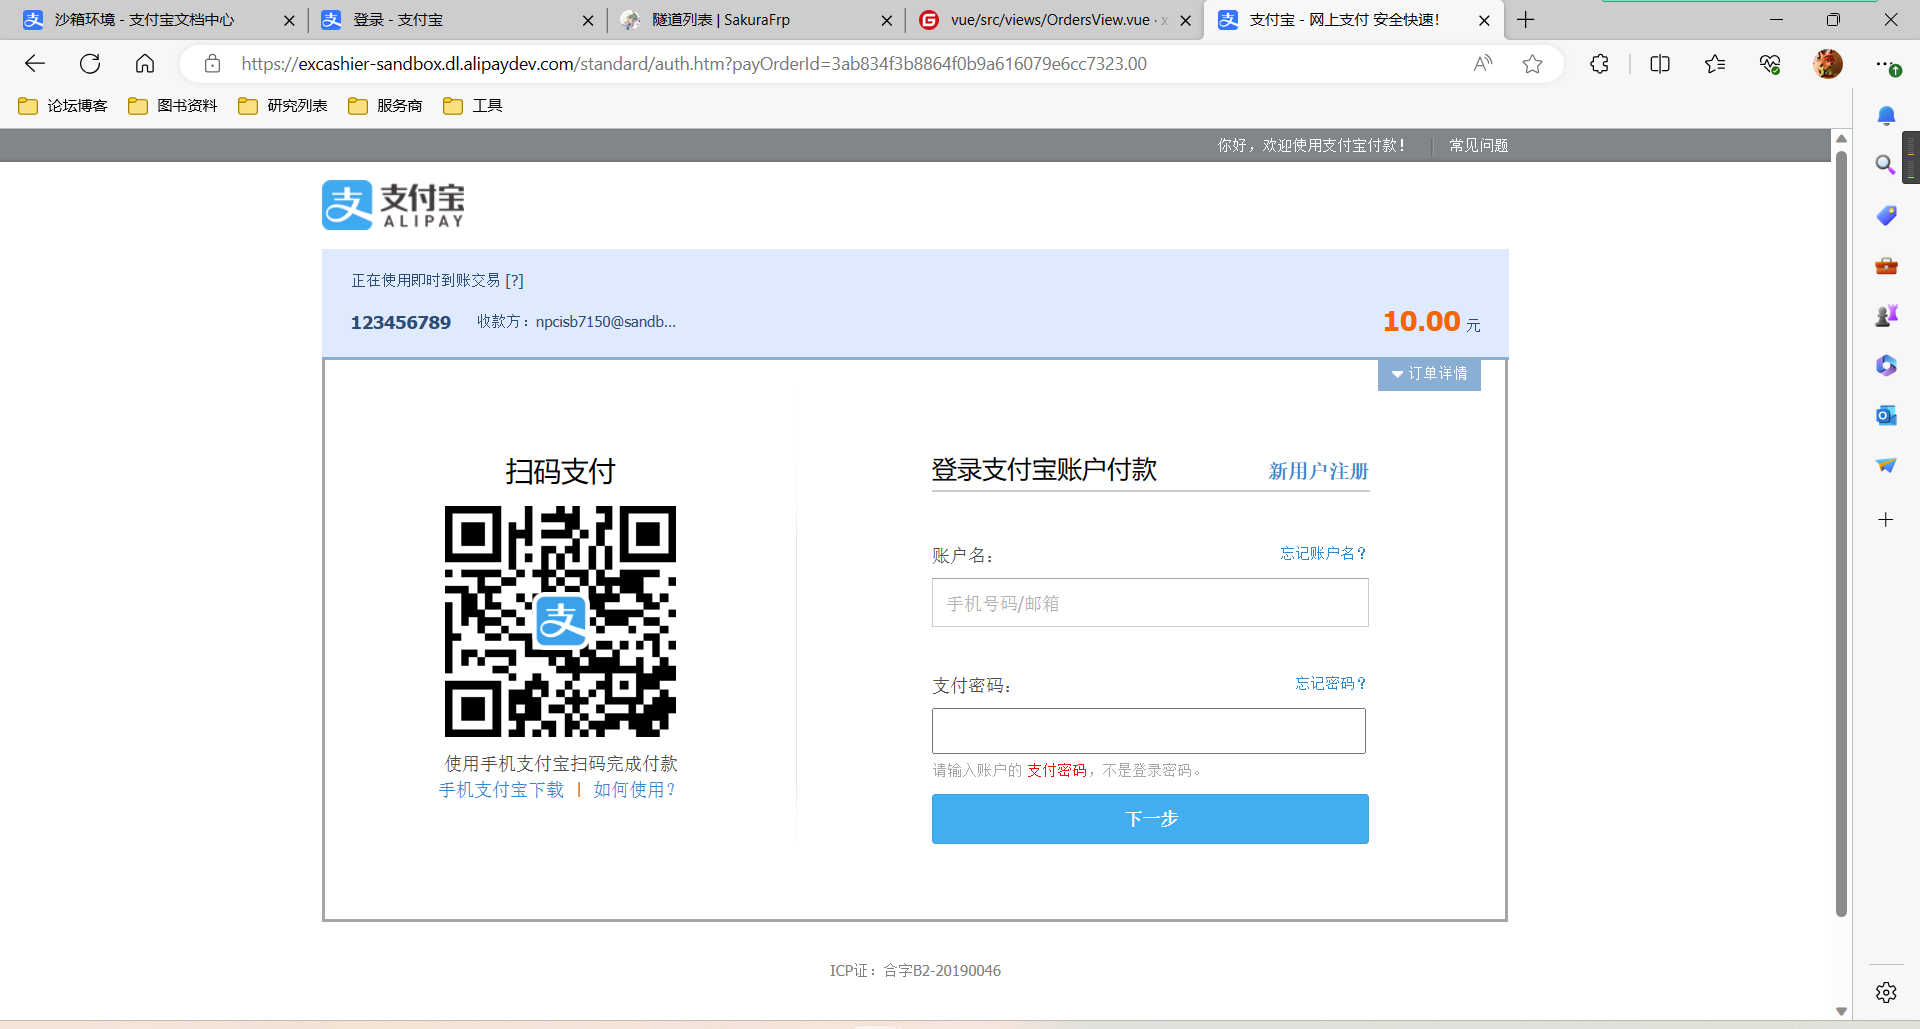 沙箱环境 - 支付宝文档中心
登录 - 支付宝
隧道列表 | SakuraFrp
vue/src/views/OrdersView.vue ·
支付宝 - 网上支付 安全快速!
https://excashier-sandbox.dl.alipaydev.com/standard/auth.htm?payOrderId=3ab834f3b8864f0b9a616079e6cc7323.00
论坛博客
图书资料
研究列表
服务商
工具
你好，欢迎使用支付宝付款！
常见问题
支付宝
ALIPAY
正在使用即时到账交易 [?]
123456789 收款方：npcisb7150@sandb...
10.00 元
订单详情
扫码支付
支
使用手机支付宝扫码完成付款
手机支付宝下载 | 如何使用？
登录支付宝账户付款
新用户注册
账户名：
忘记账户名？
手机号码/邮箱
支付密码：
忘记密码？
请输入账户的 支付密码，不是登录密码。
下一步
ICP证：合字B2-20190046